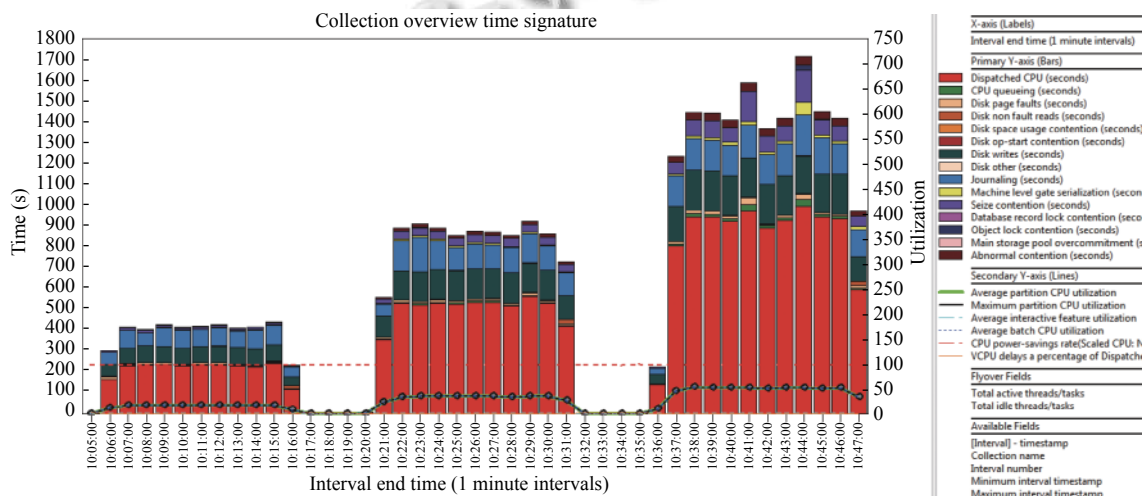 Collection overview time signature
1800
1700
1600
1500
1400
1300
1200
1100
1000
900
800
700
600
500
400
300
200
100
0
Time (s)
750
700
650
600
550
500
450
400
350
300
250
200
150
100
50
0
Utilization
10:05:00
10:06:00
10:07:00
10:08:00
10:09:00
10:10:00
10:11:00
10:12:00
10:13:00
10:14:00
10:15:00
10:16:00
10:17:00
10:18:00
10:19:00
10:20:00
10:21:00
10:22:00
10:23:00
10:24:00
10:25:00
10:26:00
10:27:00
10:28:00
10:29:00
10:30:00
10:31:00
10:32:00
10:33:00
10:34:00
10:35:00
10:36:00
10:37:00
10:38:00
10:39:00
10:40:00
10:41:00
10:42:00
10:43:00
10:44:00
10:45:00
10:46:00
10:47:00
Interval end time (1 minute intervals)
X-axis (Labels)
Interval end time (1 minute intervals)
Primary Y-axis (Bars)
Dispatched CPU (seconds)
CPU queueing (seconds)
Disk page faults (seconds)
Disk non fault reads (seconds)
Disk space usage contention (seconds)
Disk op-start contention (seconds)
Disk writes (seconds)
Disk other (seconds)
Journaling (seconds)
Machine level gate serialization (secon
Seize contention (seconds)
Database record lock contention (seco
Object lock contention (seconds)
Main storage pool overcommitment (s
Abnormal contention (seconds)
Secondary Y-axis (Lines)
Average partition CPU utilization
Maximum partition CPU utilization
Average interactive feature utilization
Average batch CPU utilization
CPU power-savings rate(Scaled CPU: N
VCPU delays a percentage of Dispatche
Flyover Fields
Total active threads/tasks
Total idle threads/tasks
Available Fields
[Interval] - timestamp
Collection name
Interval number
Minimum interval timestamp
Maximum interval timestamp